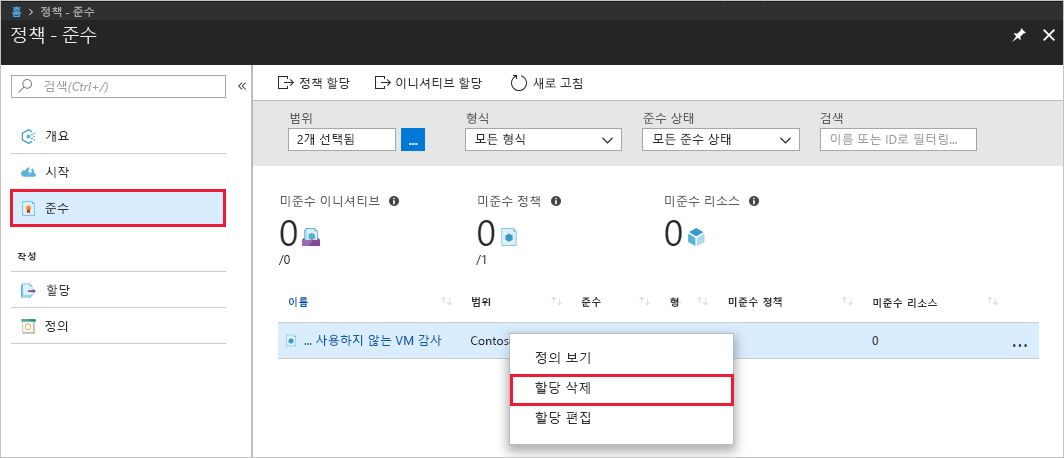 홈 > 정책 - 준수
정책 - 준수
검색(Ctrl+/)
개요
시작
준수
작성
할당
정의
정책 할당 이니셔티브 할당 새로 고침
범위 형식 준수 상태 검색
2개 선택됨 ... 모든 형식 모든 준수 상태 이름 또는 ID로 필터링...
미준수 이니셔티브 미준수 정책 미준수 리소스
0 0 0
/0 /1
이름 범위 준수 형 미준수 정책 미준수 리소스
... 사용하지 않는 VM 감사 Contos 0 ...
정의 보기
할당 삭제
할당 편집